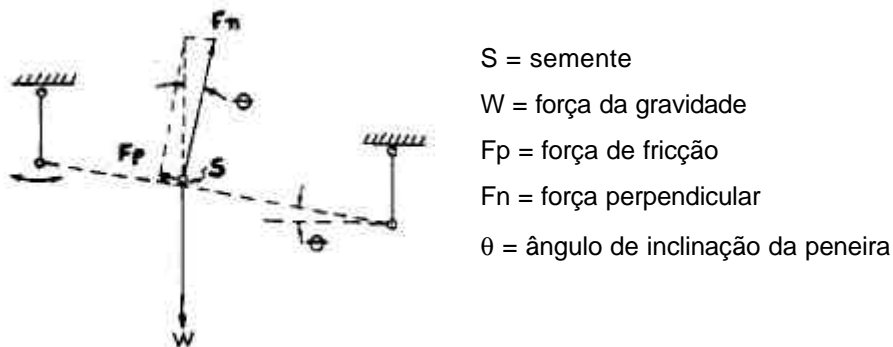 Fn
θ
Fp
S
θ
W
S = semente
W = força da gravidade
Fp = força de fricção
Fn = força perpendicular
θ = ângulo de inclinação da peneira